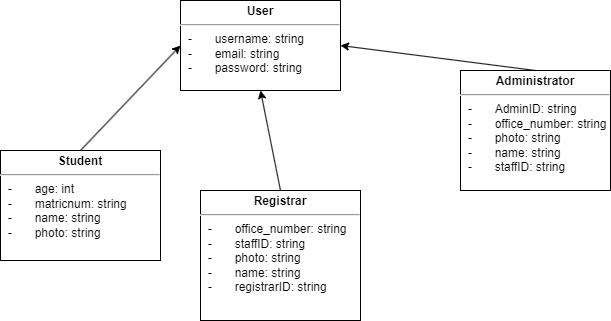 User
- username: string
- email: string
- password: string
Administrator
- AdminID: string
- office_number: string
- photo: string
- name: string
- staffID: string
Student
- age: int
- matricnum: string
- name: string
- photo: string
Registrar
- office_number: string
- staffID: string
- photo: string
- name: string
- registrarID: string